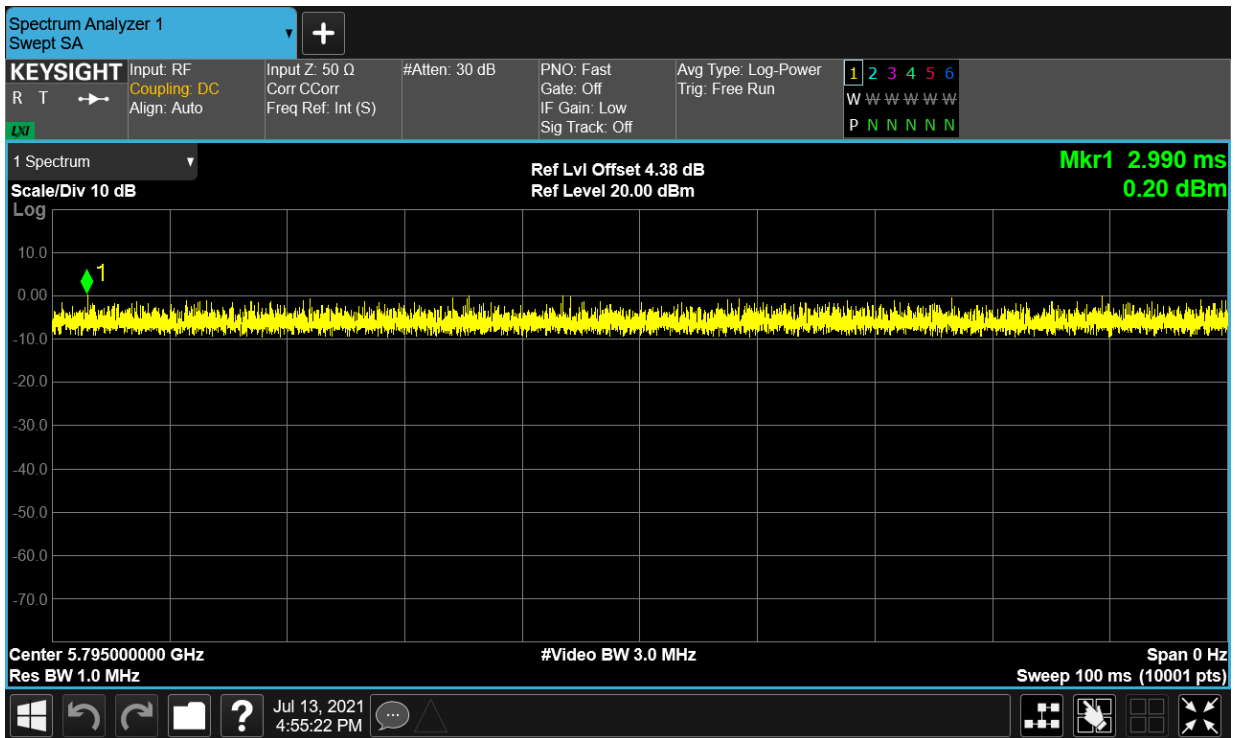 Spectrum Analyzer 1
Swept SA
KEYSIGHT
R T
LXI
Input: RF
Coupling: DC
Align: Auto
Input Z: 50 Ω
Corr CCorr
Freq Ref: Int (S)
#Atten: 30 dB
PNO: Fast
Gate: Off
IF Gain: Low
Sig Track: Off
Avg Type: Log-Power
Trig: Free Run
1 2 3 4 5 6
W W W W W W
P N N N N N
1 Spectrum
Scale/Div 10 dB
Log
Ref Lvl Offset 4.38 dB
Ref Level 20.00 dBm
Mkr1 2.990 ms
0.20 dBm
10.0
1
0.00
-10.0
-20.0
-30.0
-40.0
-50.0
-60.0
-70.0
Center 5.795000000 GHz
Res BW 1.0 MHz
#Video BW 3.0 MHz
Span 0 Hz
Sweep 100 ms (10001 pts)
?
Jul 13, 2021
4:55:22 PM